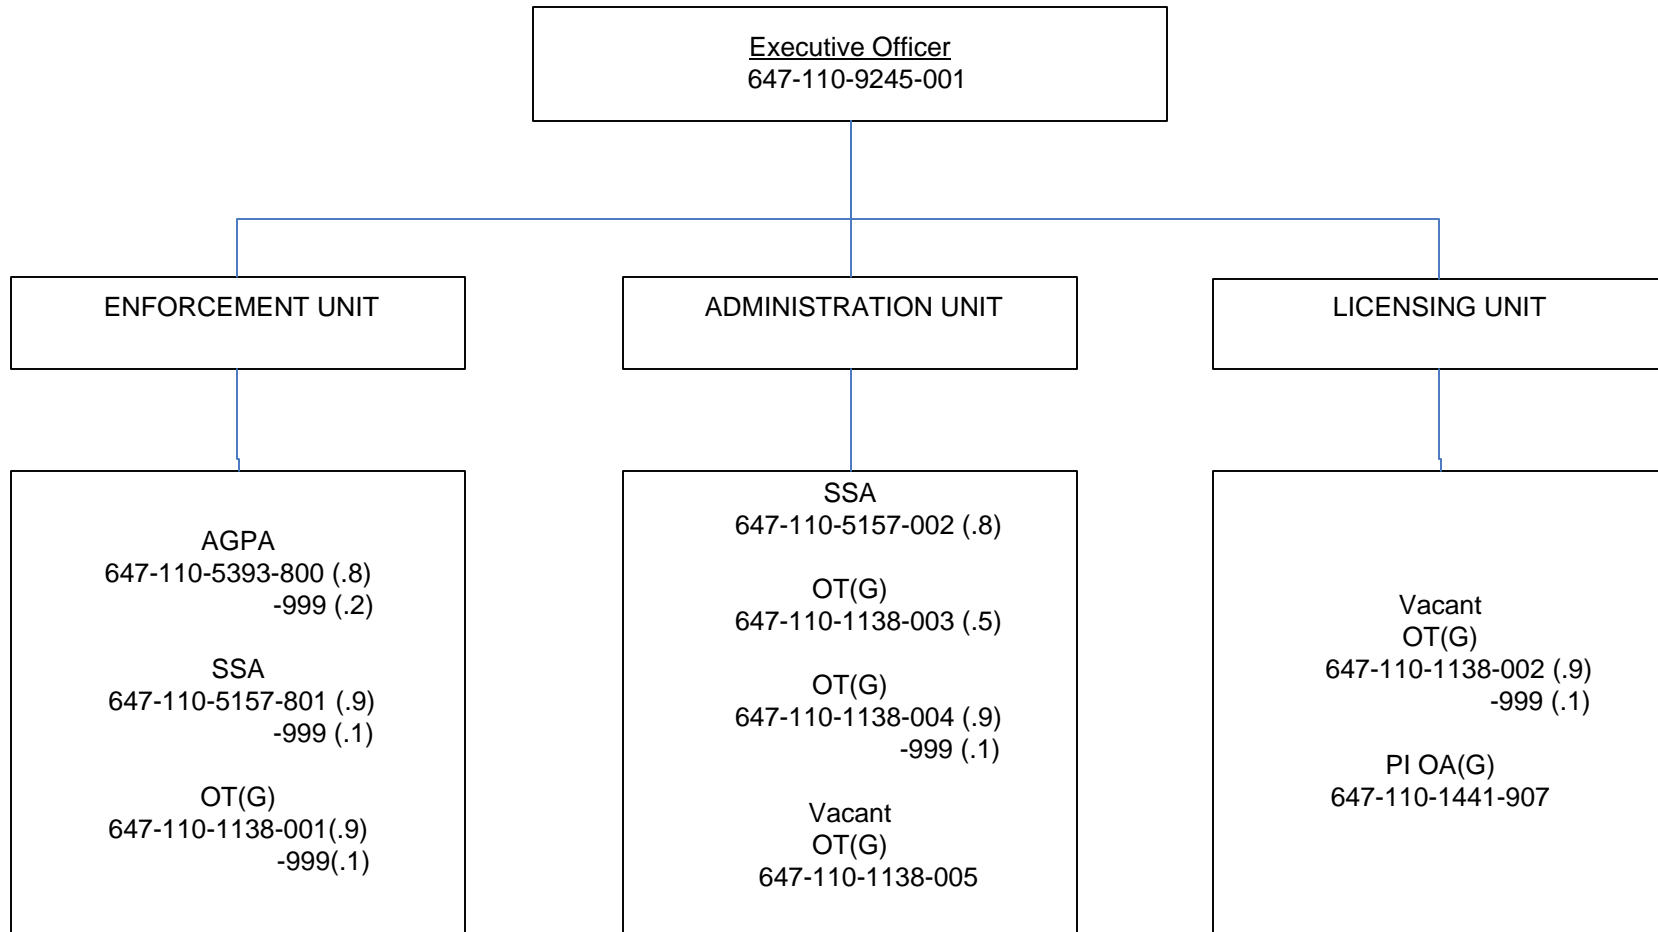 Executive Officer
647-110-9245-001
ENFORCEMENT UNIT
ADMINISTRATION UNIT
LICENSING UNIT
AGPA
647-110-5393-800 (.8)
-999 (.2)
SSA
647-110-5157-801 (.9)
-999 (.1)
OT(G)
647-110-1138-001(.9)
-999(.1)
SSA
647-110-5157-002 (.8)
OT(G)
647-110-1138-003 (.5)
OT(G)
647-110-1138-004 (.9)
-999 (.1)
Vacant
OT(G)
647-110-1138-005
Vacant
OT(G)
647-110-1138-002 (.9)
-999 (.1)
PI OA(G)
647-110-1441-907